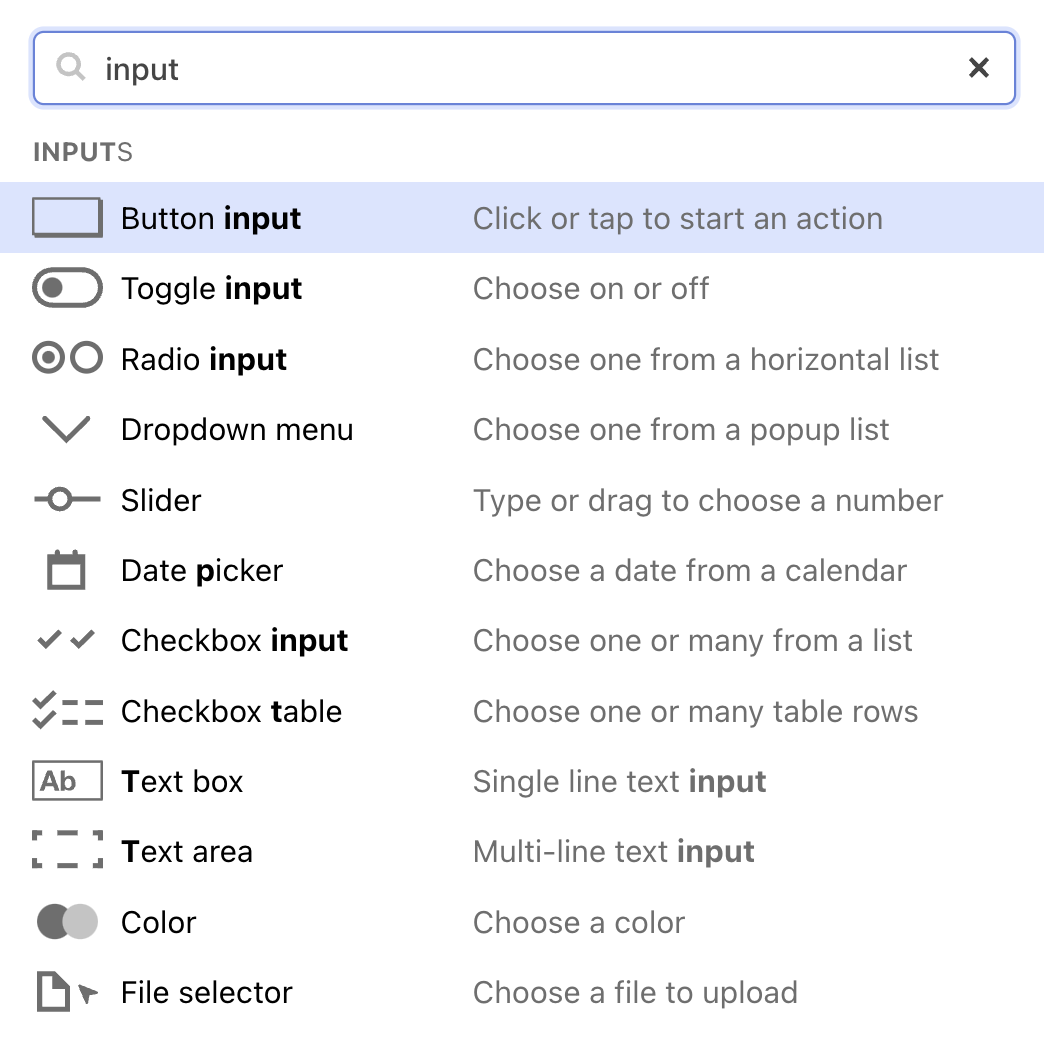 input
INPUTS
Button input Click or tap to start an action
Toggle input Choose on or off
Radio input Choose one from a horizontal list
Dropdown menu Choose one from a popup list
Slider Type or drag to choose a number
Date picker Choose a date from a calendar
Checkbox input Choose one or many from a list
Checkbox table Choose one or many table rows
Ab Text box Single line text input
Text area Multi-line text input
Color Choose a color
File selector Choose a file to upload